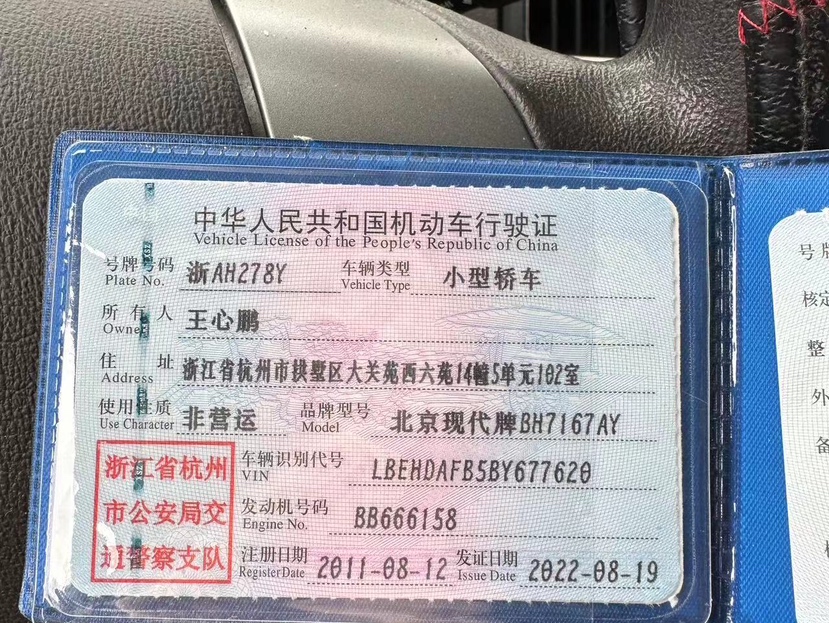 中华人民共和国机动车行驶证
Vehicle License of the People's Republic of China
号牌号码 浙AH278Y 车辆类型 小型轿车
Plate No. Vehicle Type
所有人 王心鹏
Owner
住址 浙江省杭州市拱墅区大关苑西六苑14幢5单元102室
Address
使用性质 非营运 品牌型号 北京现代牌BH7167AY
Use Character Model
浙江省杭州
市公安局交
通警察支队
车辆识别代号 LBEHDAFB5BY677620
VIN
发动机号码 BB666158
Engine No.
注册日期 2011-08-12 发证日期 2022-08-19
Register Date Issue Date
号牌
核定
整
外
备